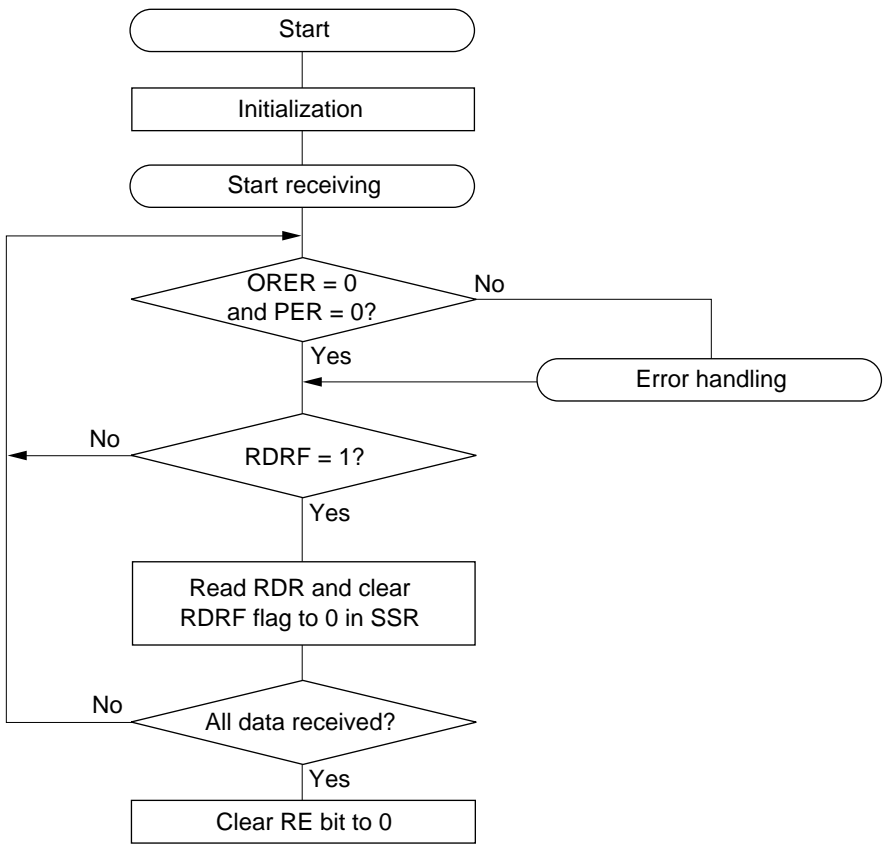 Start
Initialization
Start receiving
ORER = 0
and PER = 0?
No
Yes
Error handling
No
RDRF = 1?
Yes
Read RDR and clear
RDRF flag to 0 in SSR
No
All data received?
Yes
Clear RE bit to 0